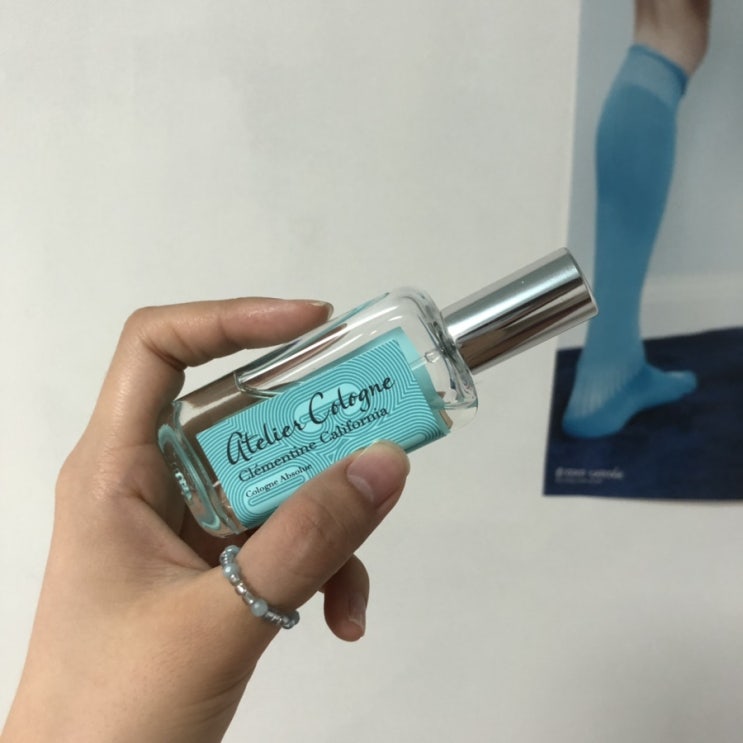 Atelier Cologne
Clémentine California
Cologne Absolue